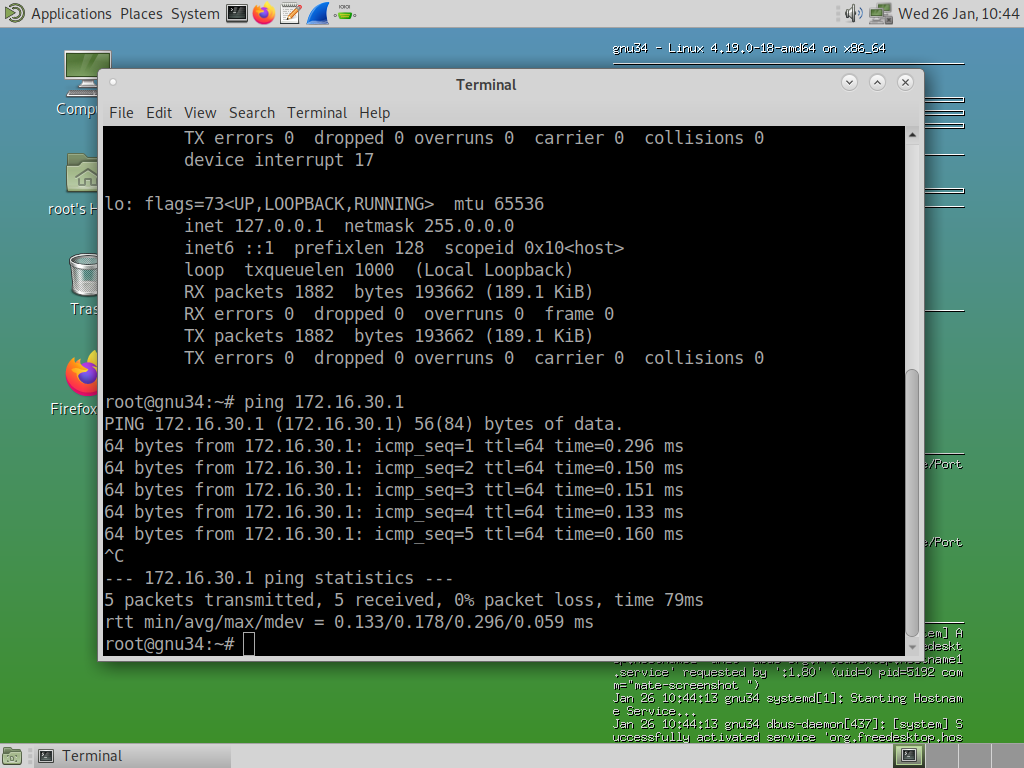 Applications Places System Wed 26 Jan, 10:44
gnu34 - Linux 4.19.0-18-amd64 on x86_64
Terminal
File Edit View Search Terminal Help
TX errors 0  dropped 0 overruns 0  carrier 0  collisions 0
device interrupt 17
lo: flags=73<UP,LOOPBACK,RUNNING>  mtu 65536
inet 127.0.0.1  netmask 255.0.0.0
inet6 ::1  prefixlen 128  scopeid 0x10<host>
loop  txqueuelen 1000  (Local Loopback)
RX packets 1882  bytes 193662 (189.1 KiB)
RX errors 0  dropped 0  overruns 0  frame 0
TX packets 1882  bytes 193662 (189.1 KiB)
TX errors 0  dropped 0 overruns 0  carrier 0  collisions 0
root@gnu34:~# ping 172.16.30.1
PING 172.16.30.1 (172.16.30.1) 56(84) bytes of data.
64 bytes from 172.16.30.1: icmp_seq=1 ttl=64 time=0.296 ms
64 bytes from 172.16.30.1: icmp_seq=2 ttl=64 time=0.150 ms
64 bytes from 172.16.30.1: icmp_seq=3 ttl=64 time=0.151 ms
64 bytes from 172.16.30.1: icmp_seq=4 ttl=64 time=0.133 ms
64 bytes from 172.16.30.1: icmp_seq=5 ttl=64 time=0.160 ms
^C
--- 172.16.30.1 ping statistics ---
5 packets transmitted, 5 received, 0% packet loss, time 79ms
rtt min/avg/max/mdev = 0.133/0.178/0.296/0.059 ms
root@gnu34:~#
Comp
root's H
Tras
Firefox
e/Port
e/Port
em] A
edeskt
.service' requested by ':1.80' (uid=0 pid=5192 com
m="mate-screenshot ")
Jan 26 10:44:13 gnu34 systemd[1]: Starting Hostnam
e Service...
Jan 26 10:44:13 gnu34 dbus-daemon[437]: [system] S
uccessfully activated service 'org.freedesktop.hos
Terminal